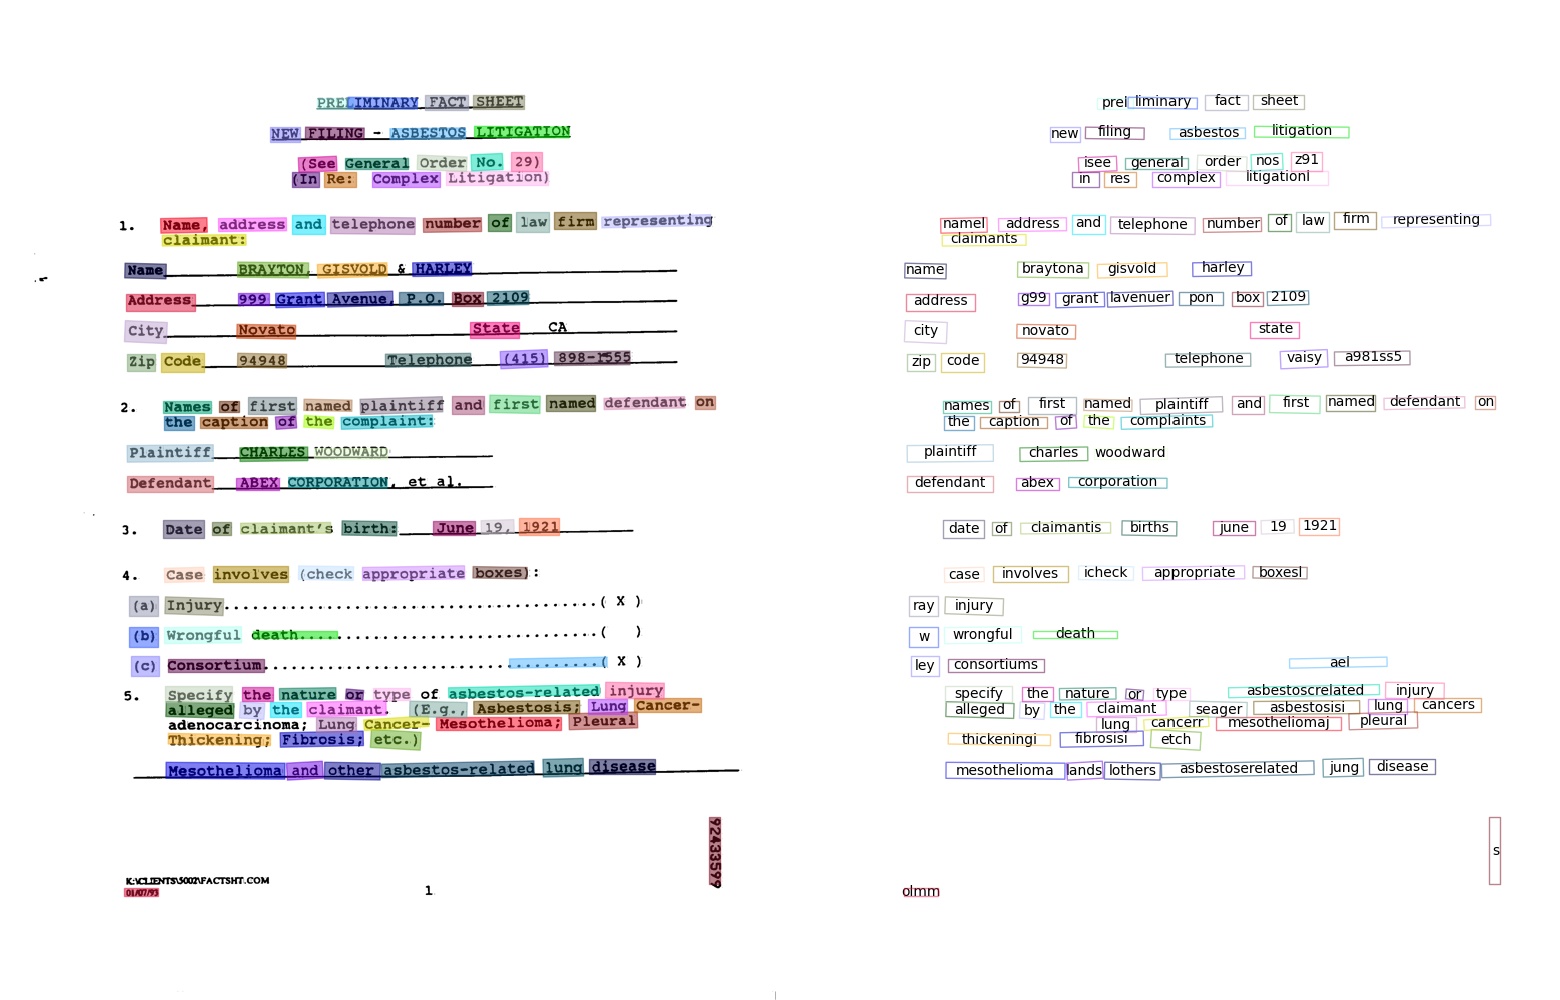 PRELIMINARY FACT SHEET
NEW FILING - ASBESTOS LITIGATION
(See General Order No. 29)
(In Re: Complex Litigation)
1. Name, address and telephone number of law firm representing
claimant:
Name BRAYTON, GISVOLD & HARLEY
Address 999 Grant Avenue, P.O. Box 2109
City Novato State CA
Zip Code 94948 Telephone (415) 898-1555
2. Names of first named plaintiff and first named defendant on
the caption of the complaint:
Plaintiff CHARLES WOODWARD
Defendant ABEX CORPORATION, et al.
3. Date of claimant's birth: June 19, 1921
4. Case involves (check appropriate boxes):
(a) Injury.......................................( X )
(b) Wrongful death...............................(   )
(c) Consortium...................................( X )
5. Specify the nature or type of asbestos-related injury
alleged by the claimant. (E.g., Asbestosis; Lung Cancer-
adenocarcinoma; Lung Cancer- Mesothelioma; Pleural
Thickening; Fibrosis; etc.)
Mesothelioma and other asbestos-related lung disease
92433599
K:\CLIENTS\5002\FACTSHT.COM
01/07/93
1
preliminary fact sheet
new filing asbestos litigation
isee general order nos z91
in res complex litigationl
namel address and telephone number of law firm representing
claimants
name braytona gisvold harley
address g99 grant lavenuer pon box 2109
city novato state
zip code 94948 telephone vaisy a981ss5
names of first named plaintiff and first named defendant on
the caption of the complaints
plaintiff charles woodward
defendant abex corporation
date of claimantis births june 19 1921
case involves icheck appropriate boxesl
ray injury
w wrongful death
ley consortiums ael
specify the nature or type asbestoscrelated injury
alleged by the claimant seager asbestosisi lung cancers
lung cancerr mesotheliomaj pleural
thickeningi fibrosisi etch
mesothelioma lands lothers asbestoserelated jung disease
s
olmm